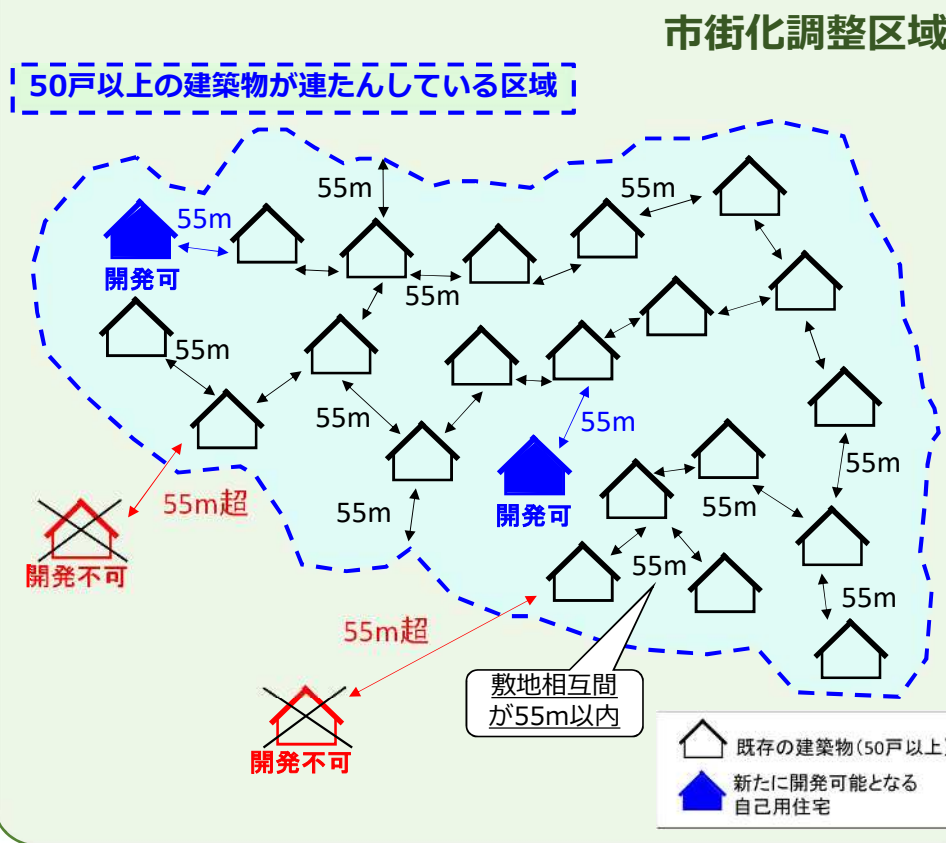 市街化調整区域
50戸以上の建築物が連たんしている区域
55m
55m
55m
開発可
55m
55m
55m
55m
55m
55m超
55m
55m
開発可
開発不可
55m
55m
55m超
敷地相互間
が55m以内
開発不可
既存の建築物(50戸以上)
新たに開発可能となる
自己用住宅